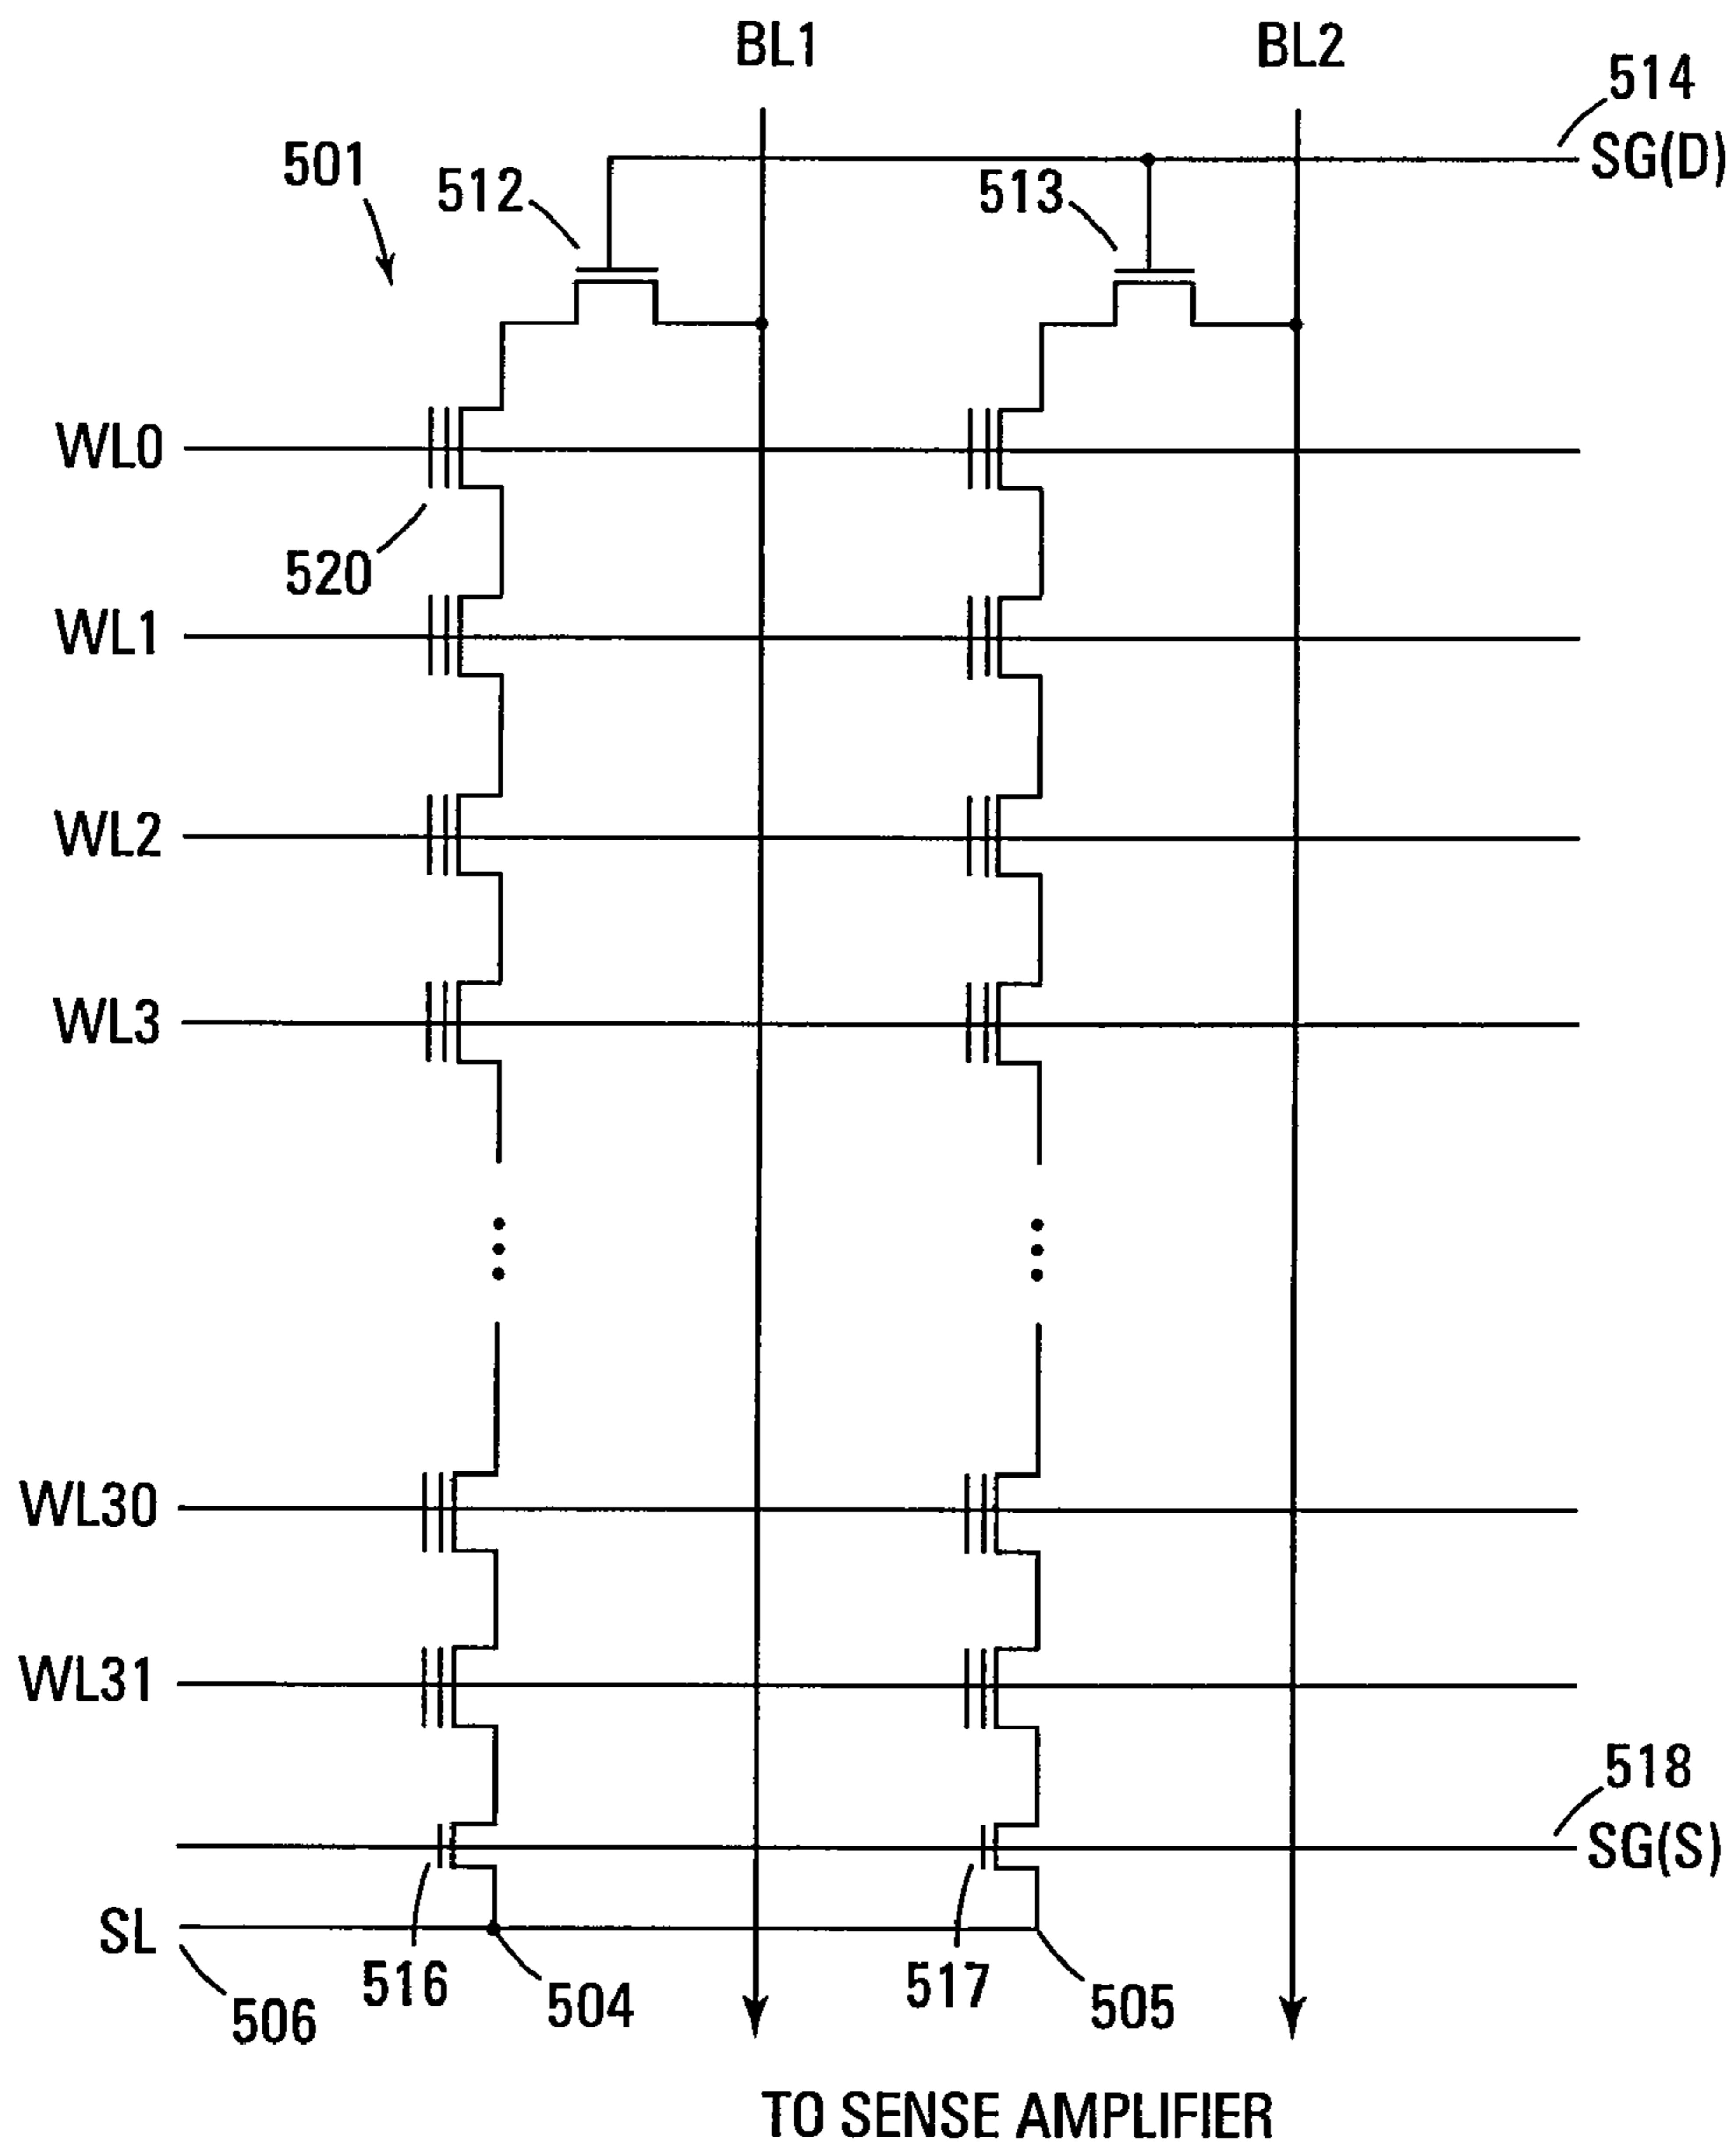 BL1 BL2
514
SG(D)
501
512
513
WL0
520
WL1
WL2
WL3
WL30
WL31
518
SG(S)
SL
516
504
517
505
506
TO SENSE AMPLIFIER